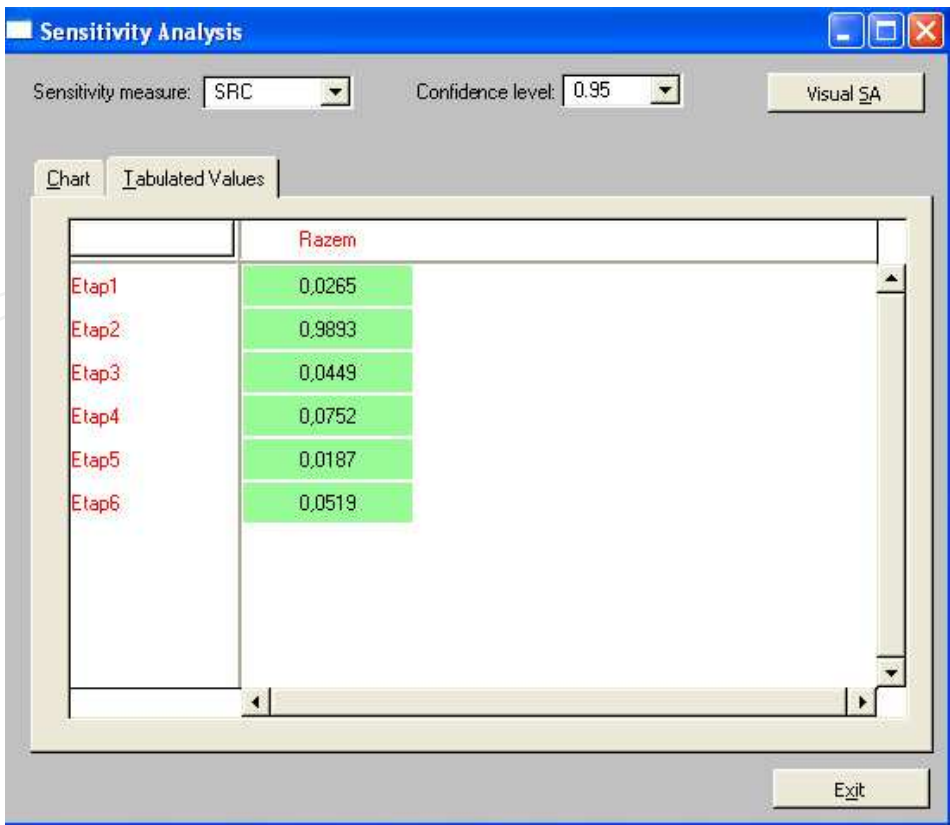 Sensitivity Analysis
Sensitivity measure: SRC Confidence level: 0.95 Visual SA
Chart Tabulated Values
Razem
Etap1 0,0265
Etap2 0,9893
Etap3 0,0449
Etap4 0,0752
Etap5 0,0187
Etap6 0,0519
Exit